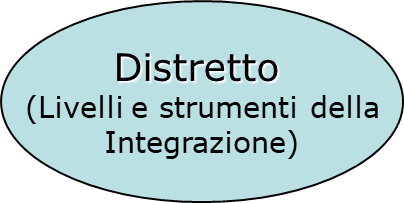 Distretto
(Livelli e strumenti della
Integrazione)